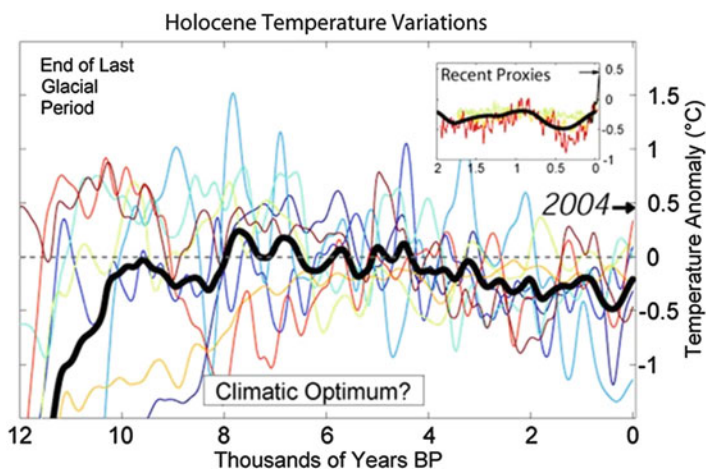 Holocene Temperature Variations
End of Last
Glacial
Period
Recent Proxies
0.5
0
-0.5
-1
2 1.5 1 0.5 0
2004
1.5
1
0.5
0
-0.5
-1
Temperature Anomaly (°C)
Climatic Optimum?
12 10 8 6 4 2 0
Thousands of Years BP